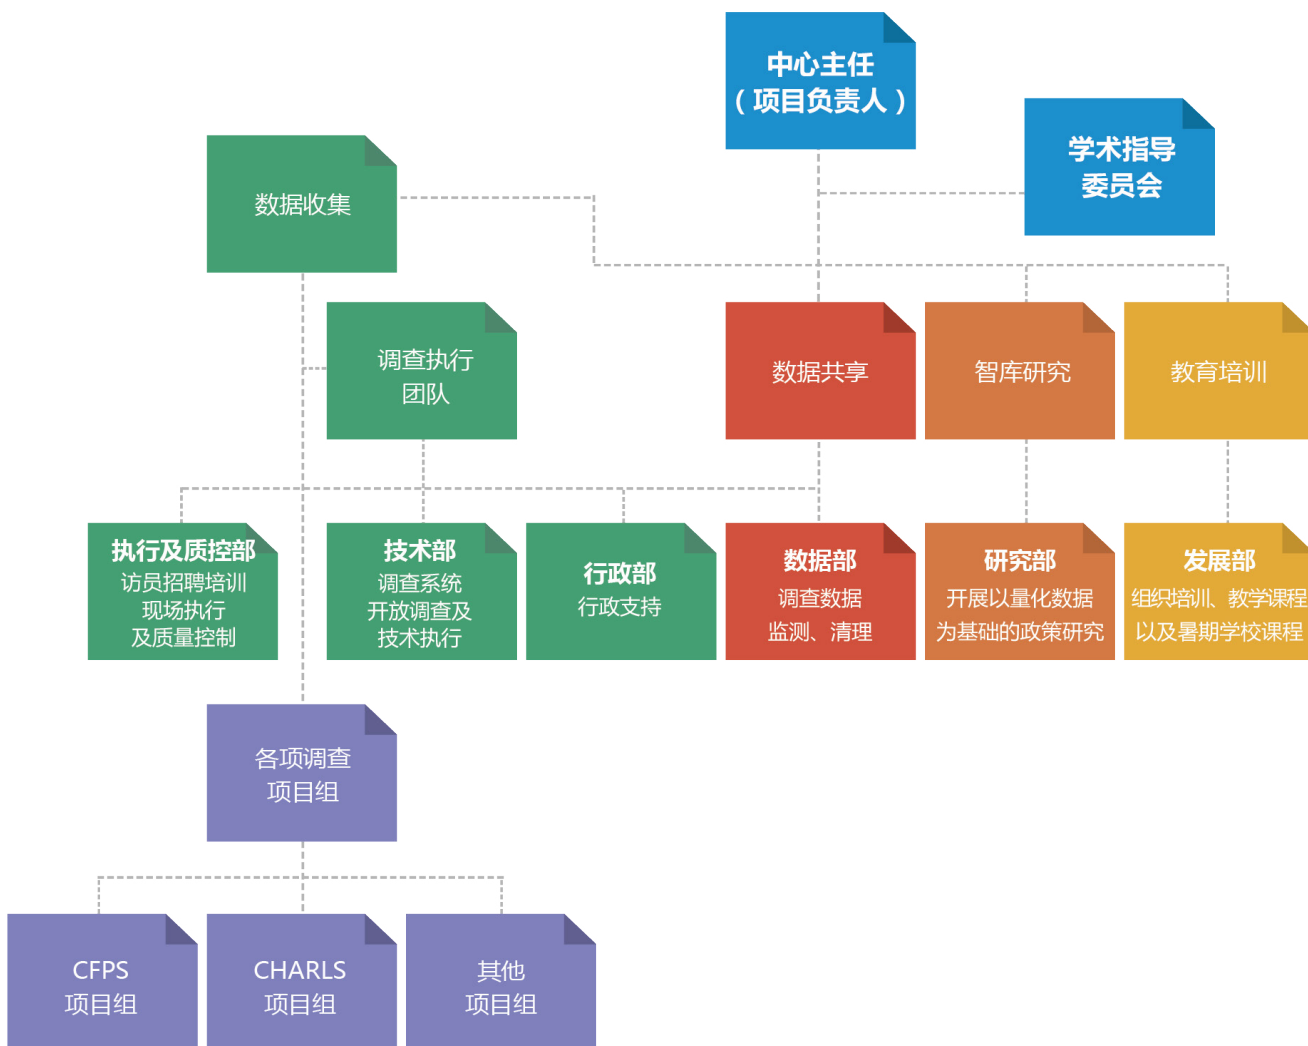 中心主任
（项目负责人）
学术指导
委员会
数据收集
调查执行
团队
数据共享
智库研究
教育培训
执行及质控部
访员招聘培训
现场执行
及质量控制
技术部
调查系统
开放调查及
技术执行
行政部
行政支持
数据部
调查数据
监测、清理
研究部
开展以量化数据
为基础的政策研究
发展部
组织培训、教学课程
以及暑期学校课程
各项调查
项目组
CFPS
项目组
CHARLS
项目组
其他
项目组